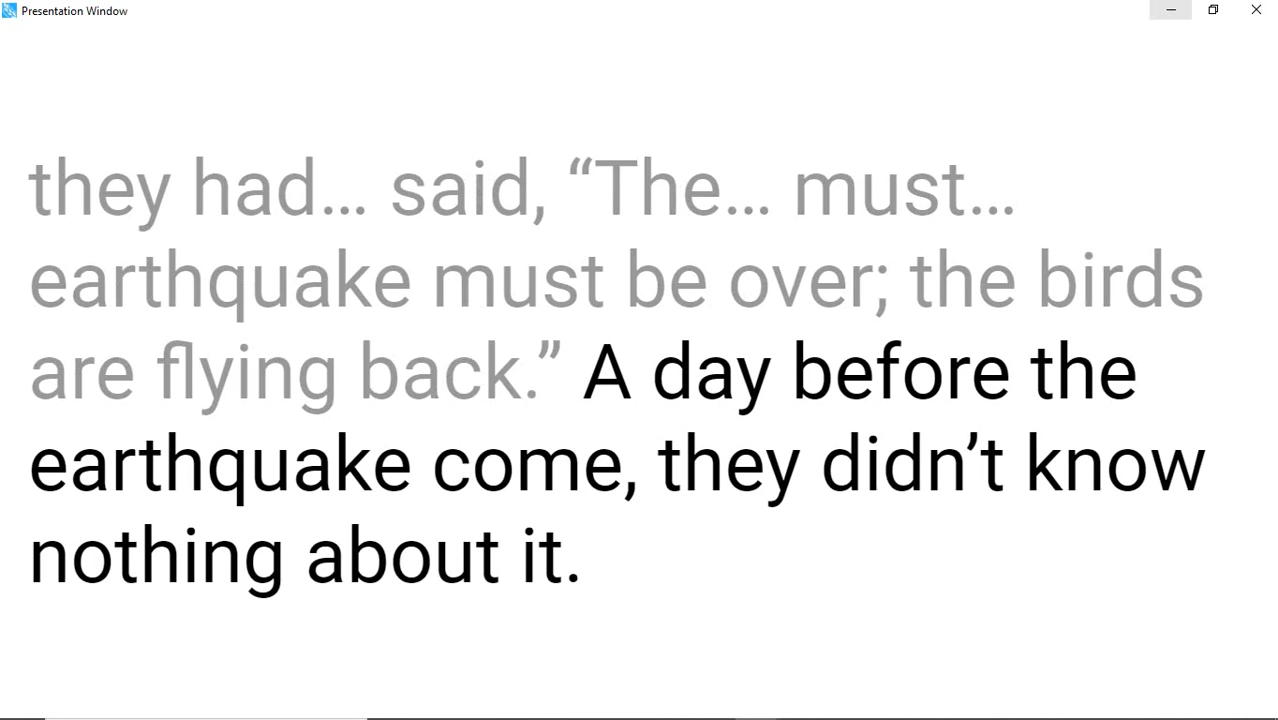 Presentation Window
they had… said, “The… must…
earthquake must be over; the birds
are flying back.” A day before the
earthquake come, they didn’t know
nothing about it.